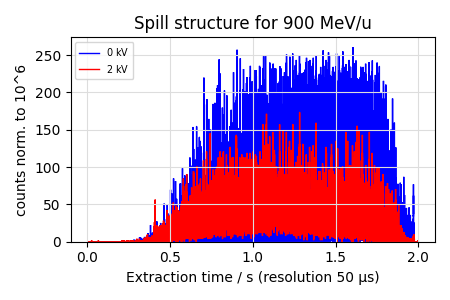 Spill structure for 900 MeV/u
0 kV
2 kV
counts norm. to 10^6
250
200
150
100
50
0
0.0 0.5 1.0 1.5 2.0
Extraction time / s (resolution 50 μs)